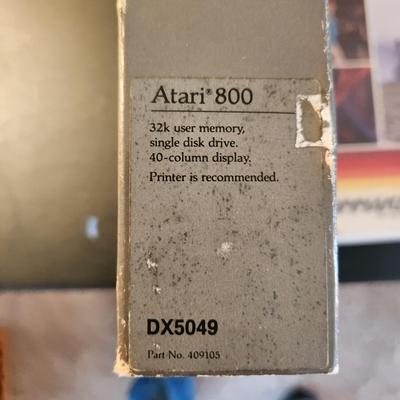 Atari® 800
32k user memory,
single disk drive.
40-column display.
Printer is recommended.
DX5049
Part No. 409105